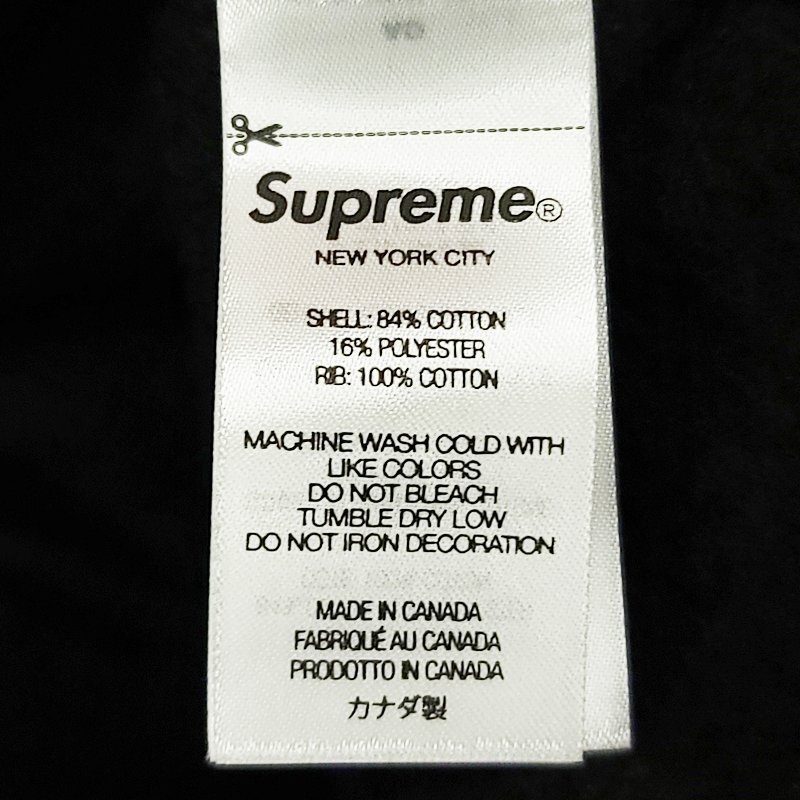 Supreme®
NEW YORK CITY
SHELL: 84% COTTON
16% POLYESTER
RIB: 100% COTTON
MACHINE WASH COLD WITH
LIKE COLORS
DO NOT BLEACH
TUMBLE DRY LOW
DO NOT IRON DECORATION
MADE IN CANADA
FABRIQUÉ AU CANADA
PRODOTTO IN CANADA
カナダ製